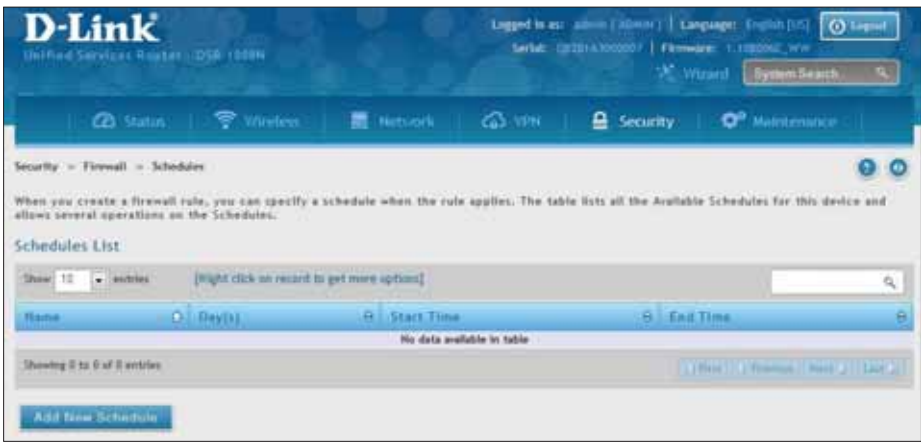 D-Link
Unified Services Router - DSR-1000N
Logged in as: admin (ADMIN) | Language: English [US]
Logout
Serial: | Firmware:
Wizard
System Search
Status
Wireless
Network
VPN
Security
Maintenance
Security » Firewall » Schedules
When you create a firewall rule, you can specify a schedule when the rule applies. The table lists all the Available Schedules for this device and
allows several operations on the Schedules.
Schedules List
Show 10 entries
[Right click on record to get more options]
Name
Day(s)
Start Time
End Time
No data available in table
Showing 0 to 0 of 0 entries
First
Previous
Next
Last
Add New Schedule